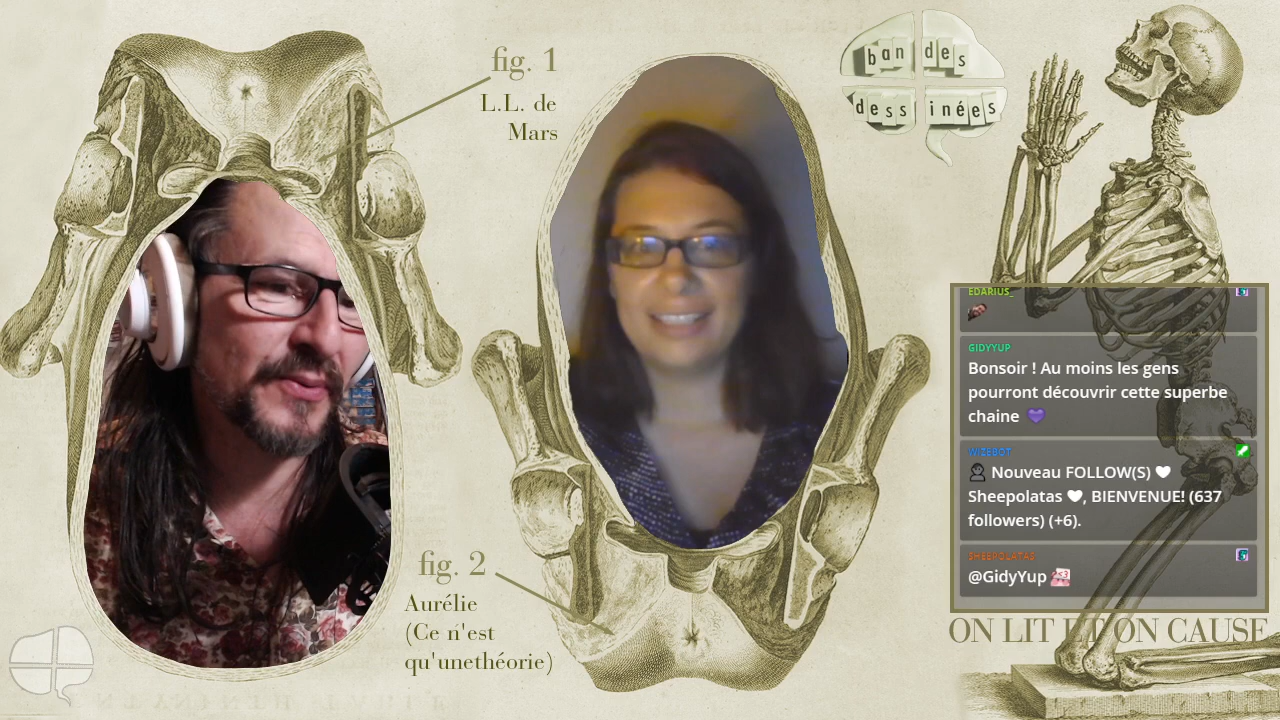 fig. 1
L.L. de
Mars
ban des
dessinées
EDARIUS_
GIDYYUP
Bonsoir ! Au moins les gens
pourront découvrir cette superbe
chaine
WIZEBOT
Nouveau FOLLOW(S)
Sheepolatas , BIENVENUE! (637
followers) (+6).
SHEEPOLATAS
@GidyYup
fig. 2
Aurélie
(Ce n'est
qu'unethéorie)
ON LIT ET ON CAUSE